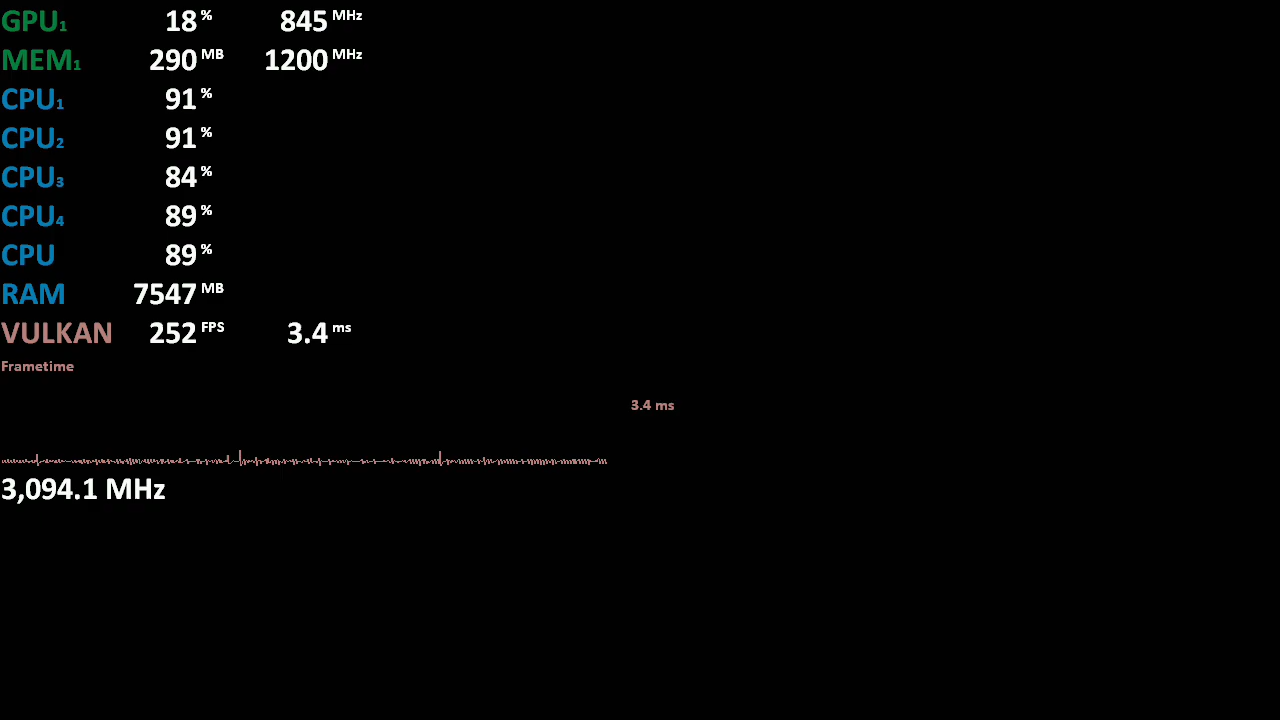 GPU1 18 % 845 MHz
MEM1 290 MB 1200 MHz
CPU1 91 %
CPU2 91 %
CPU3 84 %
CPU4 89 %
CPU 89 %
RAM 7547 MB
VULKAN 252 FPS 3.4 ms
Frametime
3.4 ms
3,094.1 MHz